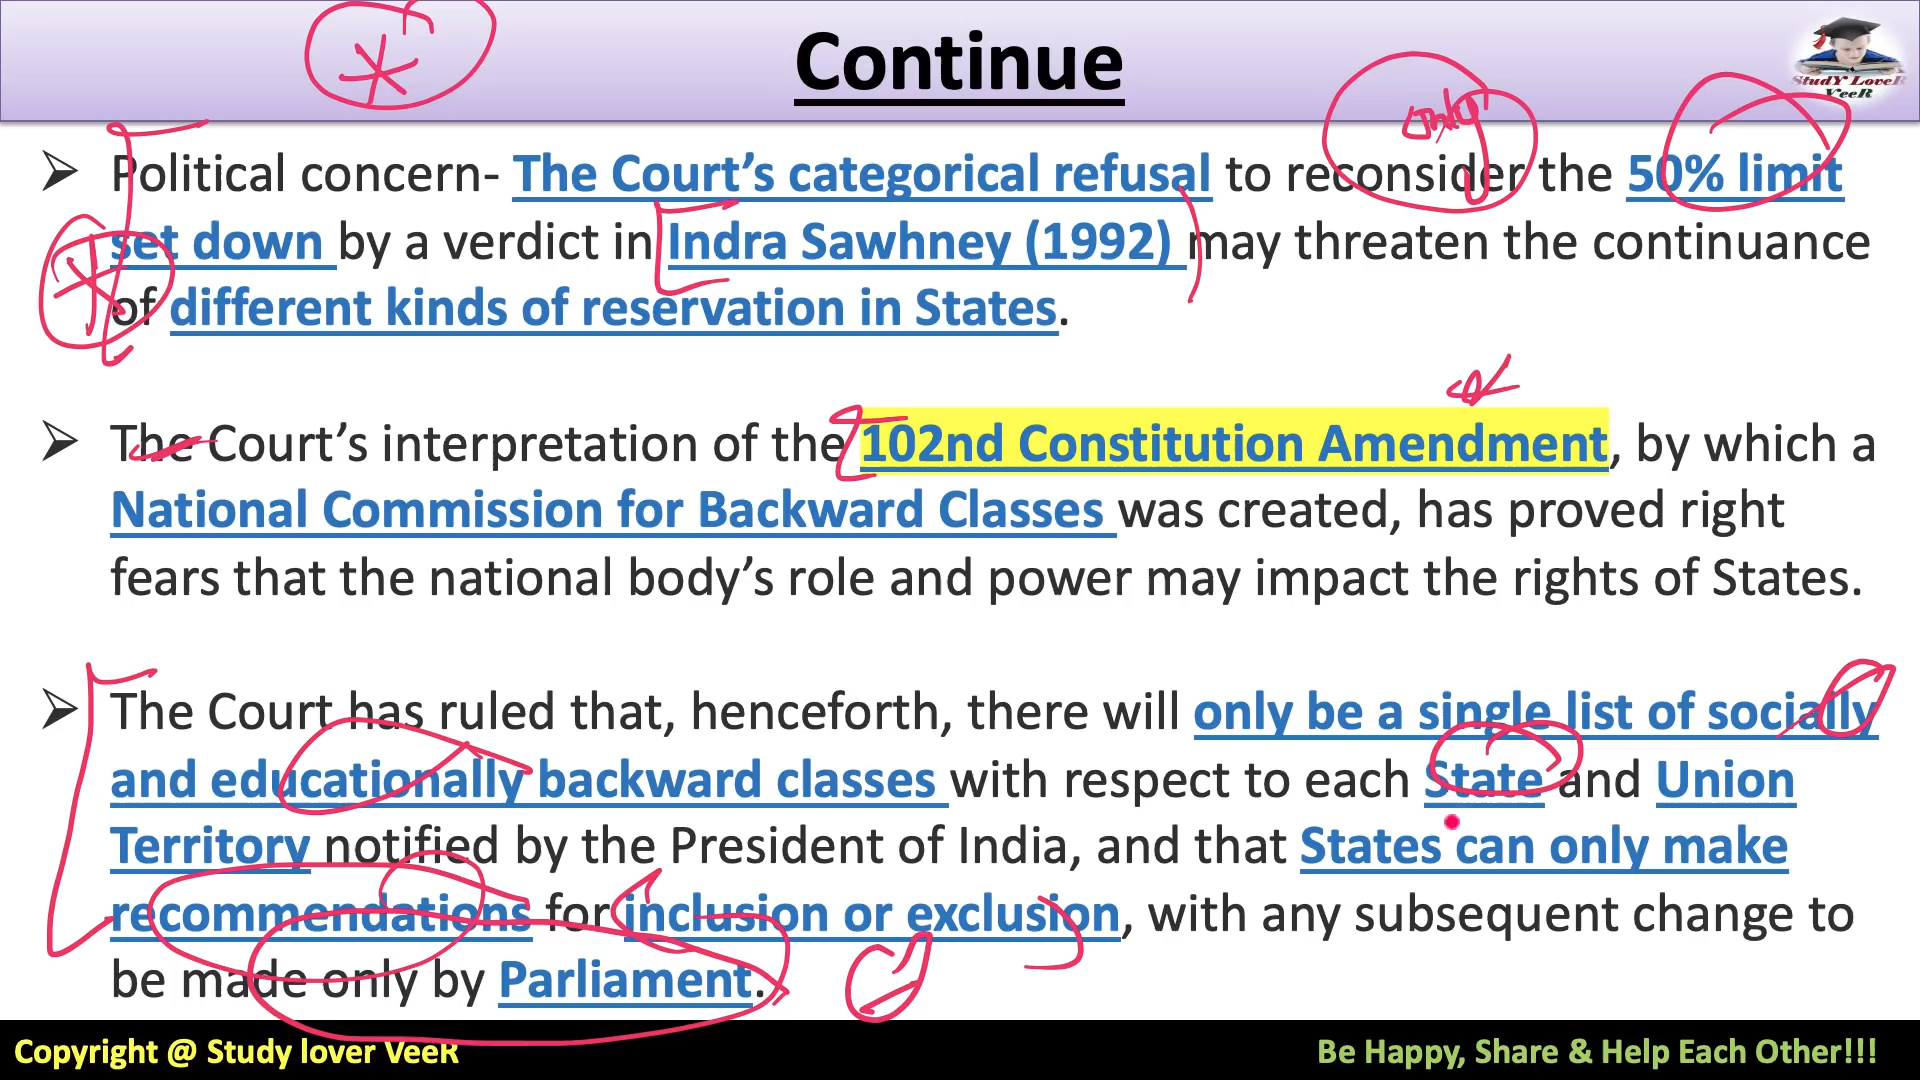 Continue
StudY LoveR
VeeR
only
➢ Political concern- The Court’s categorical refusal to reconsider the 50% limit
set down by a verdict in Indra Sawhney (1992) may threaten the continuance
of different kinds of reservation in States.
➢ The Court’s interpretation of the 102nd Constitution Amendment, by which a
National Commission for Backward Classes was created, has proved right
fears that the national body’s role and power may impact the rights of States.
➢ The Court has ruled that, henceforth, there will only be a single list of socially
and educationally backward classes with respect to each State and Union
Territory notified by the President of India, and that States can only make
recommendations for inclusion or exclusion, with any subsequent change to
be made only by Parliament.
Copyright @ Study lover VeeR
Be Happy, Share & Help Each Other!!!